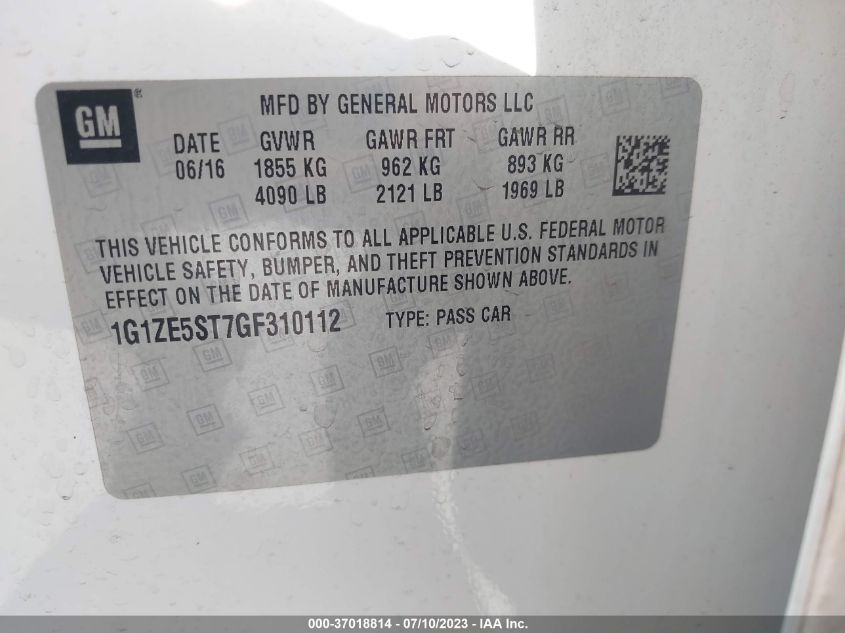 GM ®
MFD BY GENERAL MOTORS LLC
DATE GVWR GAWR FRT GAWR RR
06/16 1855 KG 962 KG 893 KG
4090 LB 2121 LB 1969 LB
THIS VEHICLE CONFORMS TO ALL APPLICABLE U.S. FEDERAL MOTOR
VEHICLE SAFETY, BUMPER, AND THEFT PREVENTION STANDARDS IN
EFFECT ON THE DATE OF MANUFACTURE SHOWN ABOVE.
1G1ZE5ST7GF310112 TYPE: PASS CAR
000-37018814 - 07/10/2023 - © IAA Holdings, LLC.